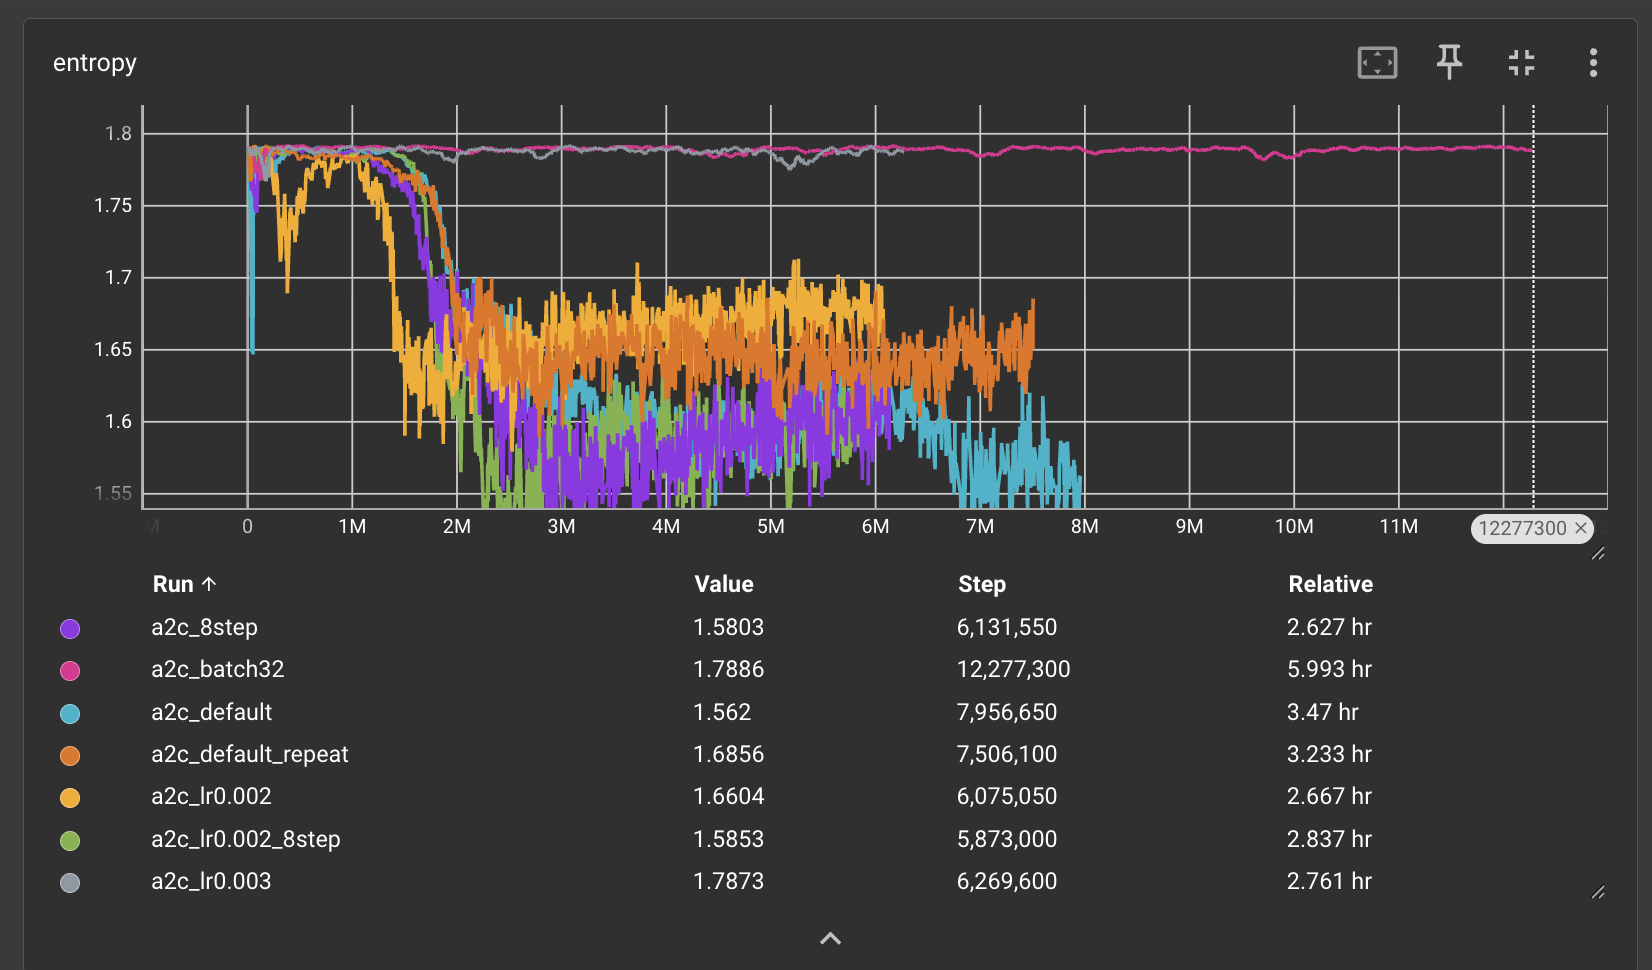 entropy
1.8
1.75
1.7
1.65
1.6
1.55
M 0 1M 2M 3M 4M 5M 6M 7M 8M 9M 10M 11M 12277300 ×
Run ↑ Value Step Relative
a2c_8step 1.5803 6,131,550 2.627 hr
a2c_batch32 1.7886 12,277,300 5.993 hr
a2c_default 1.562 7,956,650 3.47 hr
a2c_default_repeat 1.6856 7,506,100 3.233 hr
a2c_lr0.002 1.6604 6,075,050 2.667 hr
a2c_lr0.002_8step 1.5853 5,873,000 2.837 hr
a2c_lr0.003 1.7873 6,269,600 2.761 hr